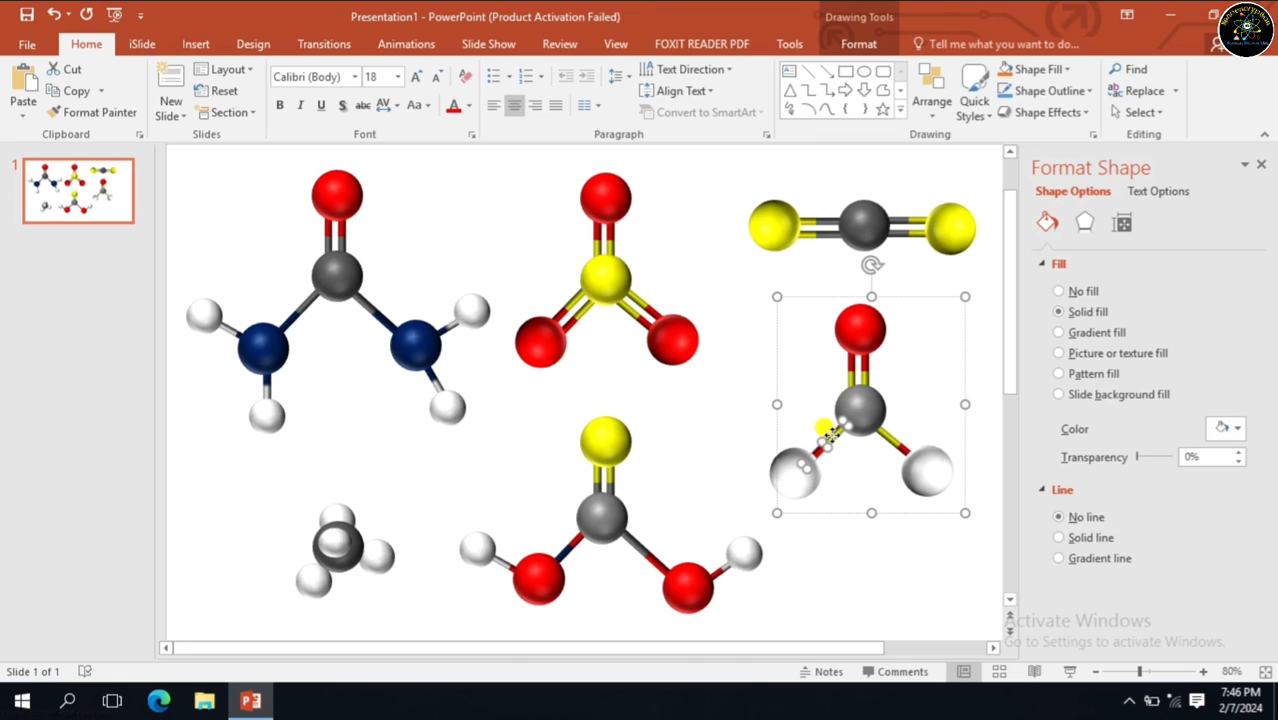 Presentation1 - PowerPoint (Product Activation Failed)
Drawing Tools
File
Home
iSlide
Insert
Design
Transitions
Animations
Slide Show
Review
View
FOXIT READER PDF
Tools
Format
Tell me what you want to do...
Paste
Cut
Copy
Format Painter
Clipboard
New Slide
Layout
Reset
Section
Slides
Calibri (Body)
18
B I U S abc AV Aa A
Font
Text Direction
Align Text
Convert to SmartArt
Paragraph
Arrange
Quick Styles
Shape Fill
Shape Outline
Shape Effects
Drawing
Find
Replace
Select
Editing
1
Format Shape
Shape Options
Text Options
Fill
No fill
Solid fill
Gradient fill
Picture or texture fill
Pattern fill
Slide background fill
Color
Transparency
0%
Line
No line
Solid line
Gradient line
Activate Windows
Go to Settings to activate Windows.
Slide 1 of 1
Notes
Comments
80%
7:46 PM
2/7/2024